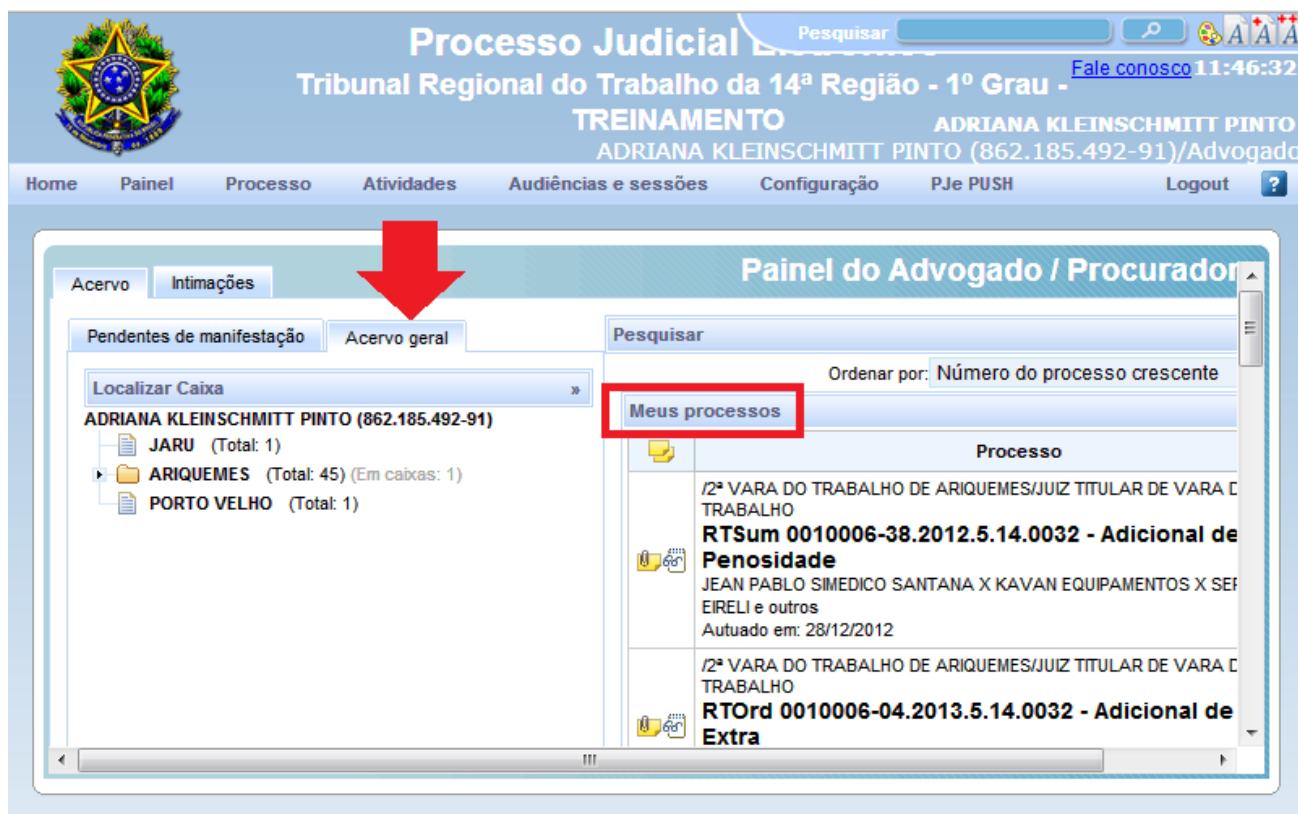 Processo Judicial
Pesquisar
Tribunal Regional do Trabalho da 14ª Região - 1º Grau -
TREINAMENTO
Fale conosco 11:46:32
ADRIANA KLEINSCHMITT PINTO
ADRIANA KLEINSCHMITT PINTO (862.185.492-91)/Advogado
Home Painel Processo Atividades Audiências e sessões Configuração PJe PUSH Logout ?
Painel do Advogado / Procurador
Acervo Intimações
Pendentes de manifestação Acervo geral
Localizar Caixa »
ADRIANA KLEINSCHMITT PINTO (862.185.492-91)
JARU (Total: 1)
ARIQUEMES (Total: 45) (Em caixas: 1)
PORTO VELHO (Total: 1)
Pesquisar
Ordenar por: Número do processo crescente
Meus processos
Processo
/2ª VARA DO TRABALHO DE ARIQUEMES/JUIZ TITULAR DE VARA D
TRABALHO
RTSum 0010006-38.2012.5.14.0032 - Adicional de
Penosidade
JEAN PABLO SIMEDICO SANTANA X KAVAN EQUIPAMENTOS X SER
EIRELI e outros
Autuado em: 28/12/2012
/2ª VARA DO TRABALHO DE ARIQUEMES/JUIZ TITULAR DE VARA D
TRABALHO
RTOrd 0010006-04.2013.5.14.0032 - Adicional de
Extra